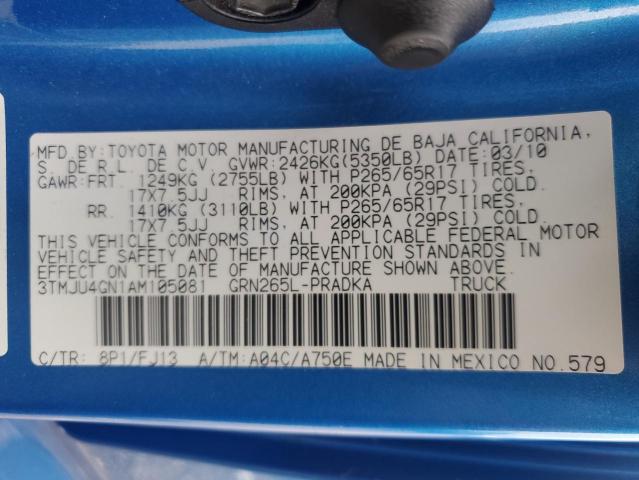 MFD.BY:TOYOTA MOTOR MANUFACTURING DE BAJA CALIFORNIA,
S. DE R.L. DE C.V. GVWR:2426KG(5350LB) DATE:03/10
GAWR:FRT. 1249KG (2755LB) WITH P265/65R17 TIRES,
17X7.5JJ RIMS, AT 200KPA (29PSI) COLD.
RR. 1410KG (3110LB) WITH P265/65R17 TIRES,
17X7.5JJ RIMS, AT 200KPA (29PSI) COLD.
THIS VEHICLE CONFORMS TO ALL APPLICABLE FEDERAL MOTOR
VEHICLE SAFETY AND THEFT PREVENTION STANDARDS IN
EFFECT ON THE DATE OF MANUFACTURE SHOWN ABOVE.
3TMJU4GN1AM105081 GRN265L-PRADKA TRUCK
C/TR: 8P1/FJ13 A/TM:A04C/A750E MADE IN MEXICO NO.579